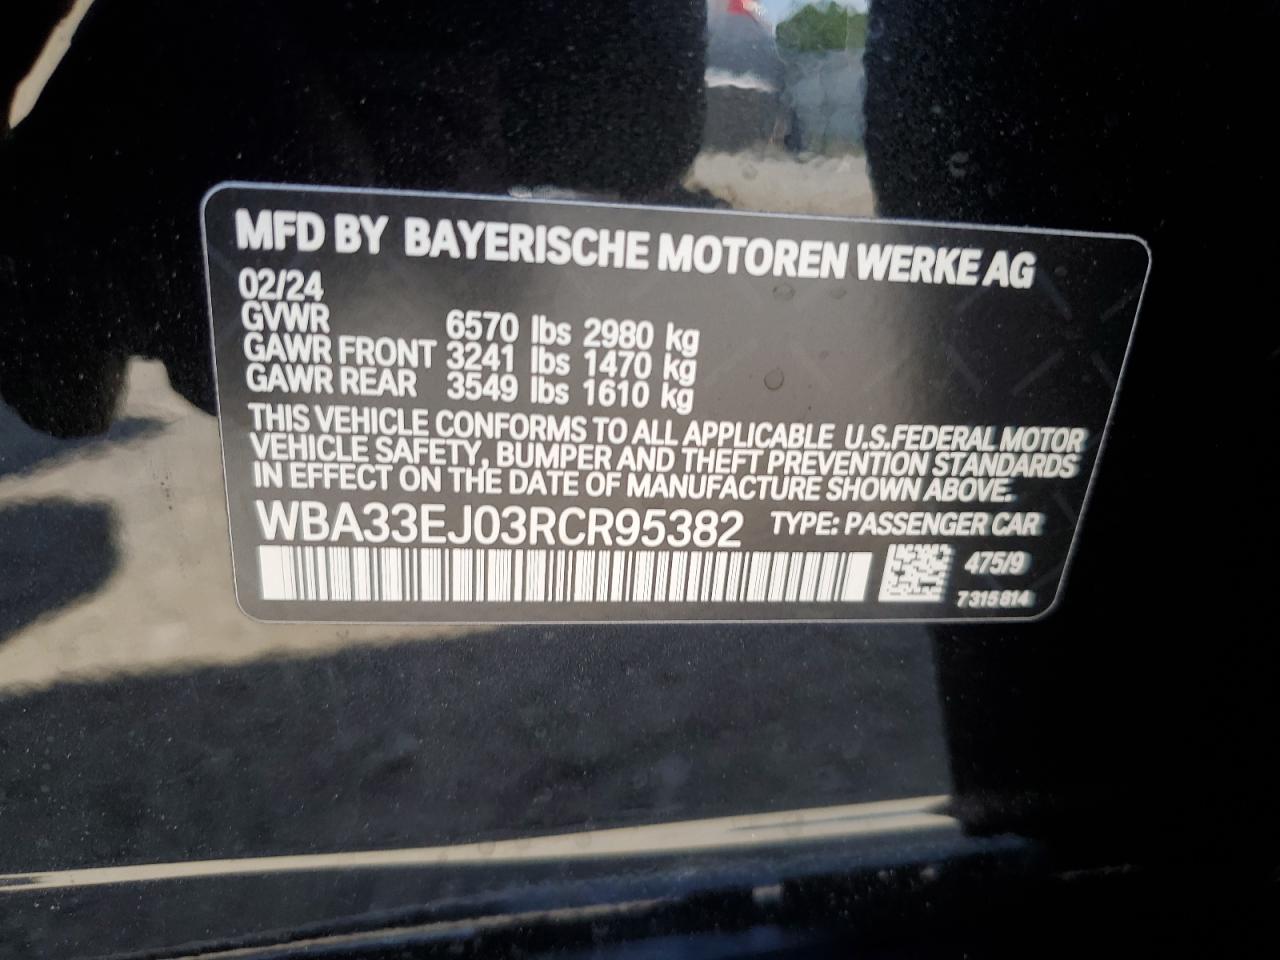 MFD BY BAYERISCHE MOTOREN WERKE AG
02/24
GVWR 6570 lbs 2980 kg
GAWR FRONT 3241 lbs 1470 kg
GAWR REAR 3549 lbs 1610 kg
THIS VEHICLE CONFORMS TO ALL APPLICABLE U.S.FEDERAL MOTOR
VEHICLE SAFETY, BUMPER AND THEFT PREVENTION STANDARDS
IN EFFECT ON THE DATE OF MANUFACTURE SHOWN ABOVE.
WBA33EJ03RCR95382 TYPE: PASSENGER CAR
475/9
7315814